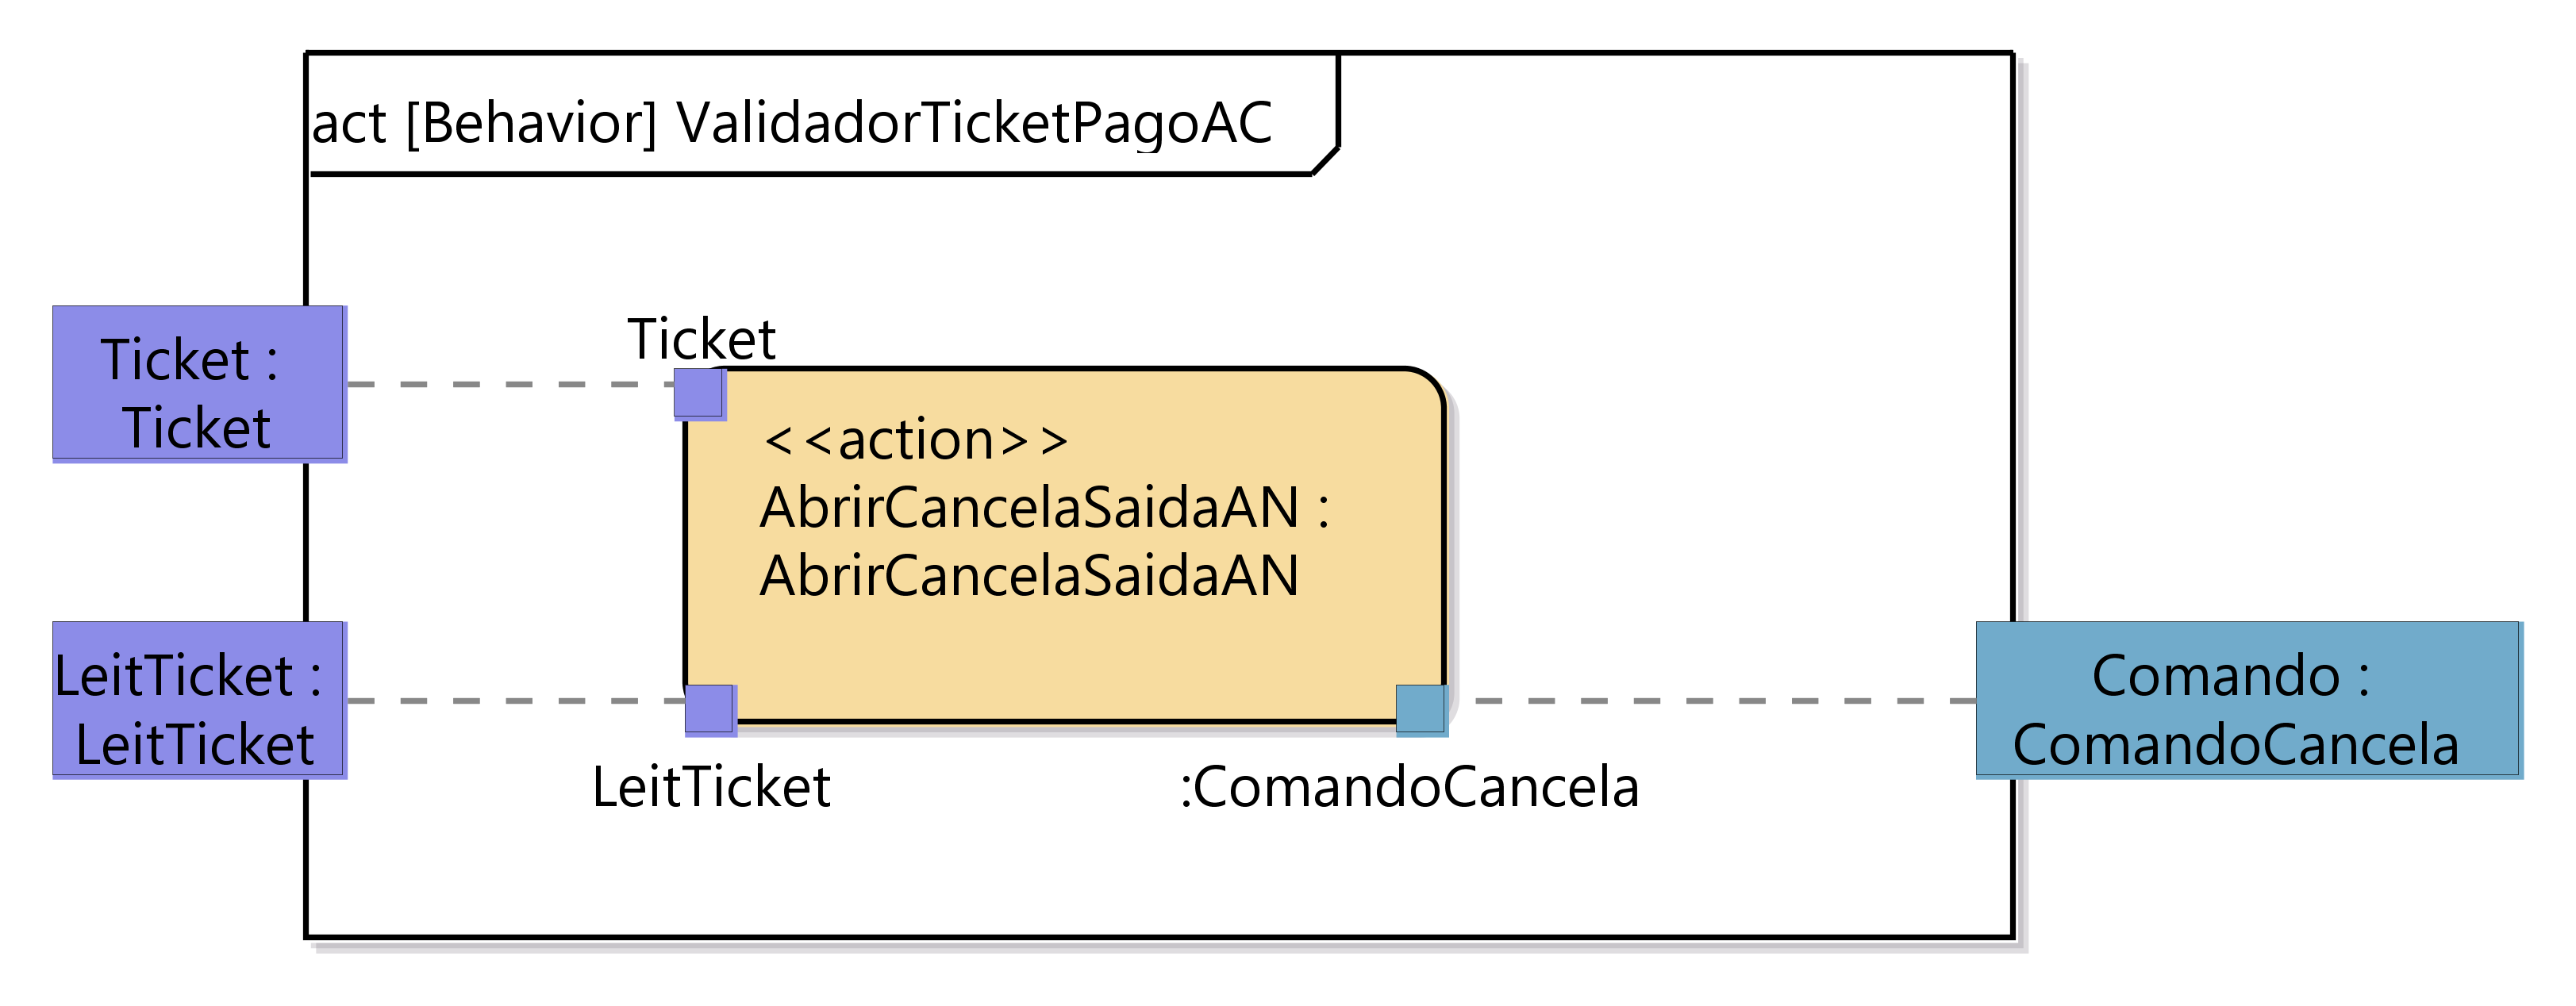 act [Behavior] ValidadorTicketPagoAC
Ticket :
Ticket
Ticket
<<action>>
AbrirCancelaSaidaAN :
AbrirCancelaSaidaAN
LeitTicket :
LeitTicket
LeitTicket
:ComandoCancela
Comando :
ComandoCancela